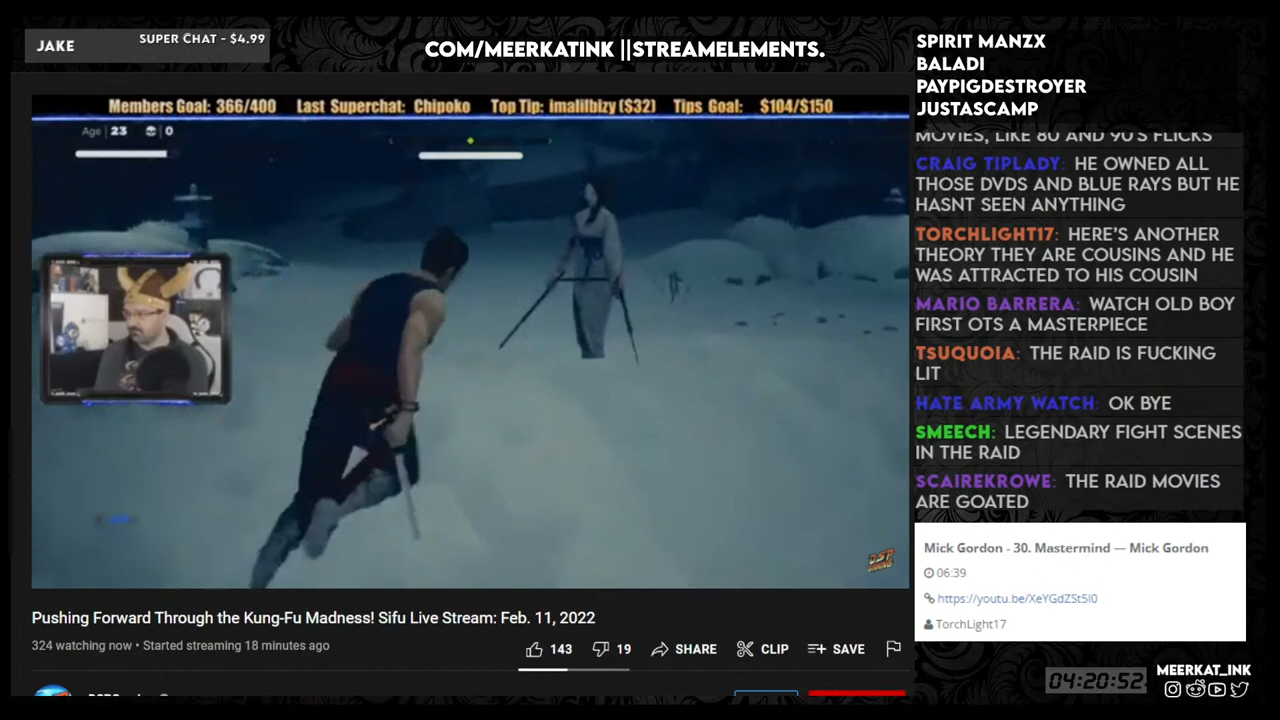 JAKE
SUPER CHAT - $4.99
COM/MEERKATINK ||STREAMELEMENTS.
SPIRIT MANZX
BALADI
PAYPIGDESTROYER
JUSTASCAMP
Members Goal: 366/400 Last Superchat: Chipoko Top Tip: imalilbizy ($32) Tips Goal: $104/$150
Age 23 0
MOVIES, LIKE 80 AND 90'S FLICKS
CRAIG TIPLADY: HE OWNED ALL
THOSE DVDS AND BLUE RAYS BUT HE
HASNT SEEN ANYTHING
TORCHLIGHT17: HERE'S ANOTHER
THEORY THEY ARE COUSINS AND HE
WAS ATTRACTED TO HIS COUSIN
MARIO BARRERA: WATCH OLD BOY
FIRST OTS A MASTERPIECE
TSUQUOIA: THE RAID IS FUCKING
LIT
HATE ARMY WATCH: OK BYE
SMEECH: LEGENDARY FIGHT SCENES
IN THE RAID
SCAIREKROWE: THE RAID MOVIES
ARE GOATED
DSP
Mick Gordon - 30. Mastermind — Mick Gordon
06:39
https://youtu.be/XeYGdZSt5l0
TorchLight17
Pushing Forward Through the Kung-Fu Madness! Sifu Live Stream: Feb. 11, 2022
324 watching now • Started streaming 18 minutes ago
143 19 SHARE CLIP SAVE
04:20:52
MEERKAT_INK